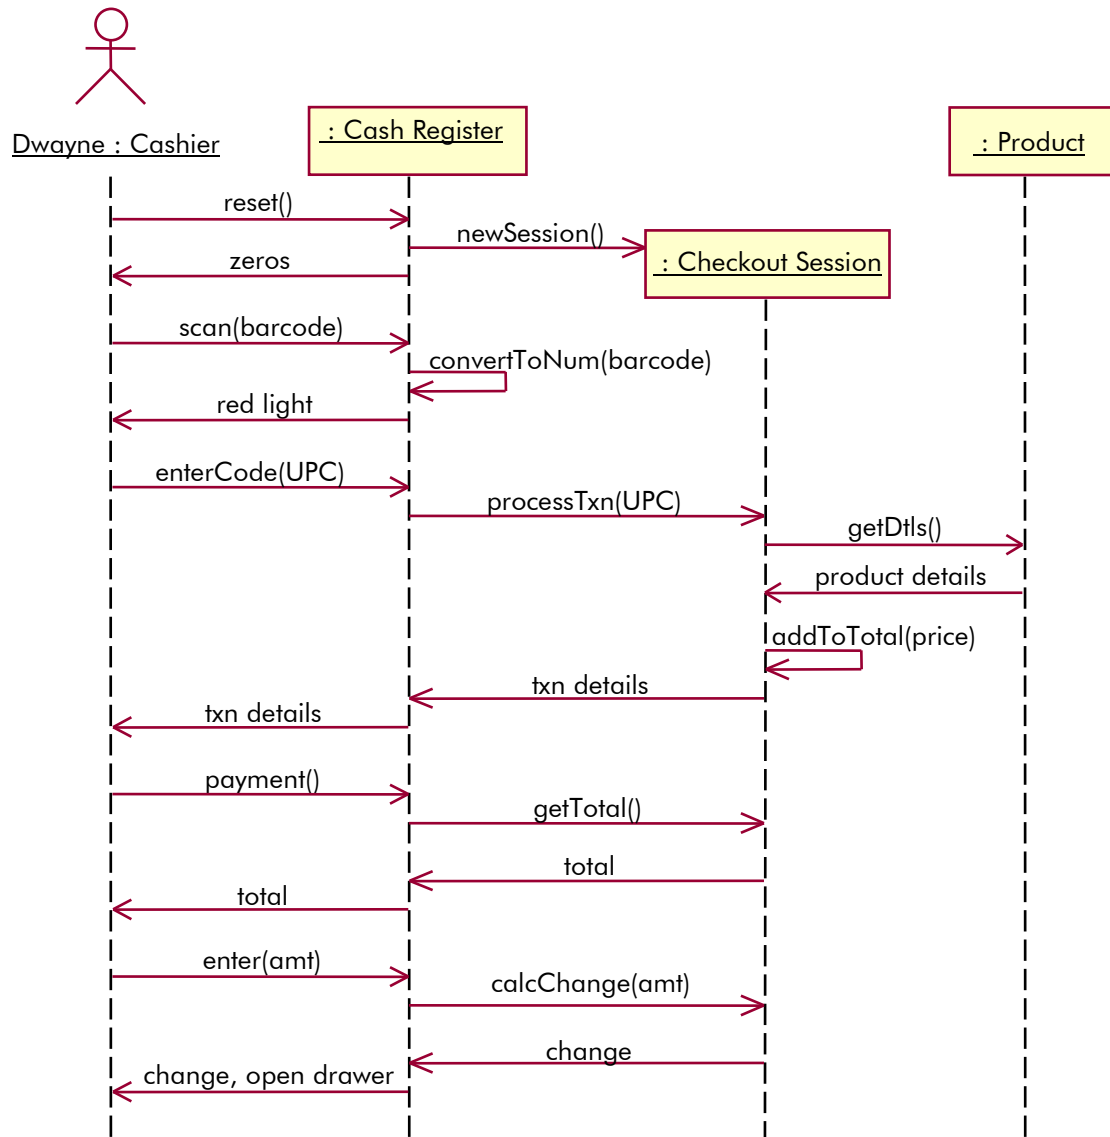 Dwayne : Cashier
: Cash Register
: Product
reset()
newSession()
zeros
: Checkout Session
scan(barcode)
convertToNum(barcode)
red light
enterCode(UPC)
processTxn(UPC)
getDtls()
product details
addToTotal(price)
txn details
txn details
payment()
getTotal()
total
total
enter(amt)
calcChange(amt)
change
change, open drawer